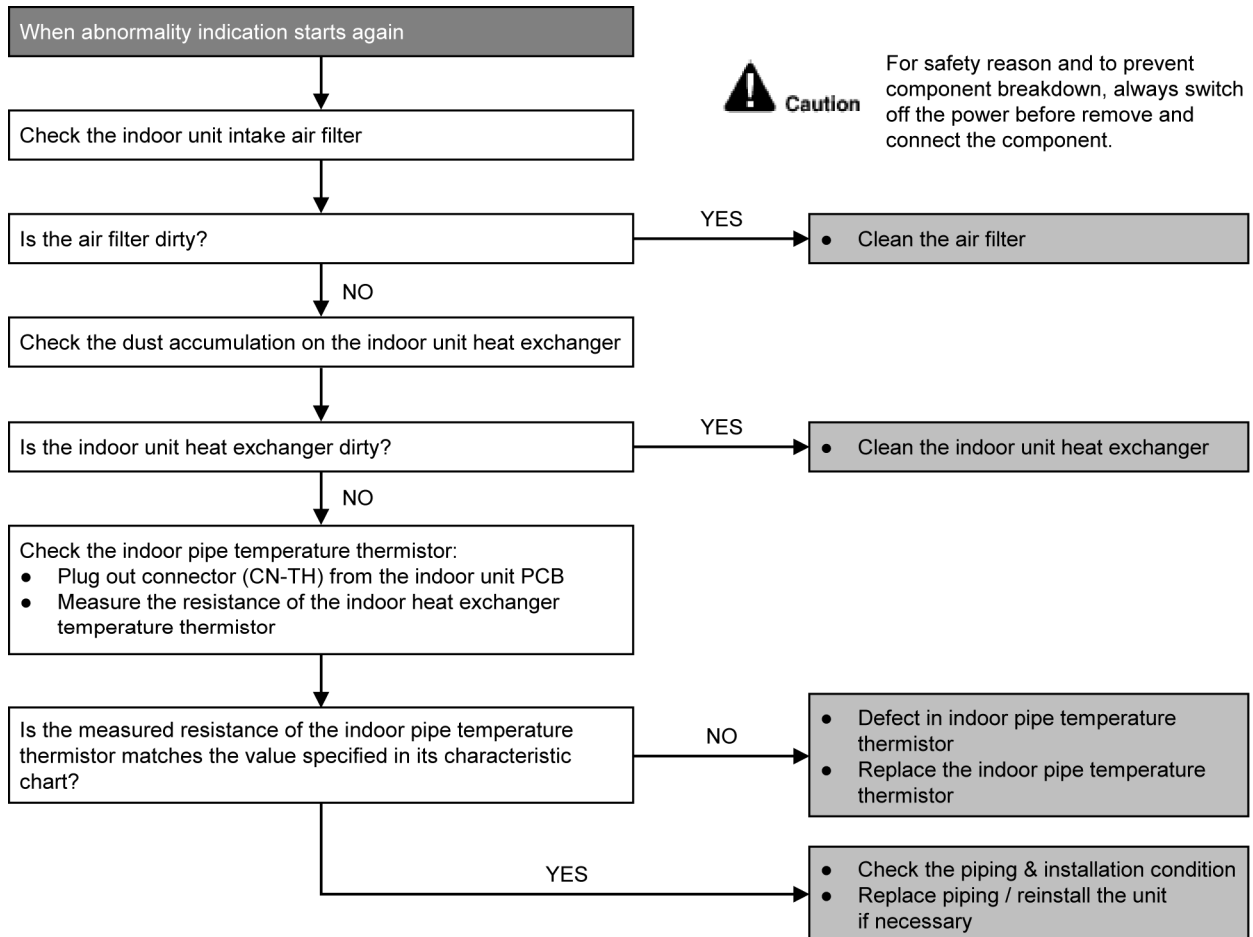 When abnormality indication starts again
Caution
For safety reason and to prevent
component breakdown, always switch
off the power before remove and
connect the component.
Check the indoor unit intake air filter
Is the air filter dirty?
YES
● Clean the air filter
NO
Check the dust accumulation on the indoor unit heat exchanger
Is the indoor unit heat exchanger dirty?
YES
● Clean the indoor unit heat exchanger
NO
Check the indoor pipe temperature thermistor:
● Plug out connector (CN-TH) from the indoor unit PCB
● Measure the resistance of the indoor heat exchanger
temperature thermistor
Is the measured resistance of the indoor pipe temperature
thermistor matches the value specified in its characteristic
chart?
NO
● Defect in indoor pipe temperature
thermistor
● Replace the indoor pipe temperature
thermistor
YES
● Check the piping & installation condition
● Replace piping / reinstall the unit
if necessary